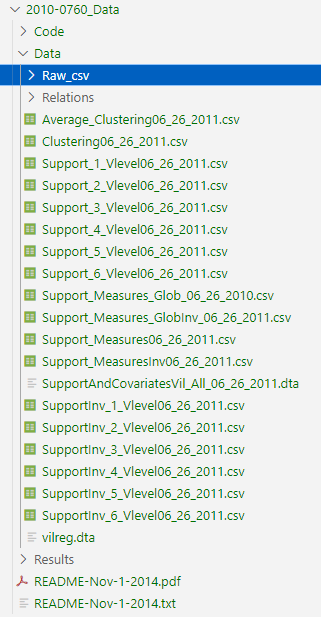 2010-0760_Data
Code
Data
Raw_csv
Relations
Average_Clustering06_26_2011.csv
Clustering06_26_2011.csv
Support_1_Vlevel06_26_2011.csv
Support_2_Vlevel06_26_2011.csv
Support_3_Vlevel06_26_2011.csv
Support_4_Vlevel06_26_2011.csv
Support_5_Vlevel06_26_2011.csv
Support_6_Vlevel06_26_2011.csv
Support_Measures_Glob_06_26_2010.csv
Support_Measures_GlobInv_06_26_2011.csv
Support_Measures06_26_2011.csv
Support_MeasuresInv06_26_2011.csv
SupportAndCovariatesVil_All_06_26_2011.dta
SupportInv_1_Vlevel06_26_2011.csv
SupportInv_2_Vlevel06_26_2011.csv
SupportInv_3_Vlevel06_26_2011.csv
SupportInv_4_Vlevel06_26_2011.csv
SupportInv_5_Vlevel06_26_2011.csv
SupportInv_6_Vlevel06_26_2011.csv
vilreg.dta
Results
README-Nov-1-2014.pdf
README-Nov-1-2014.txt